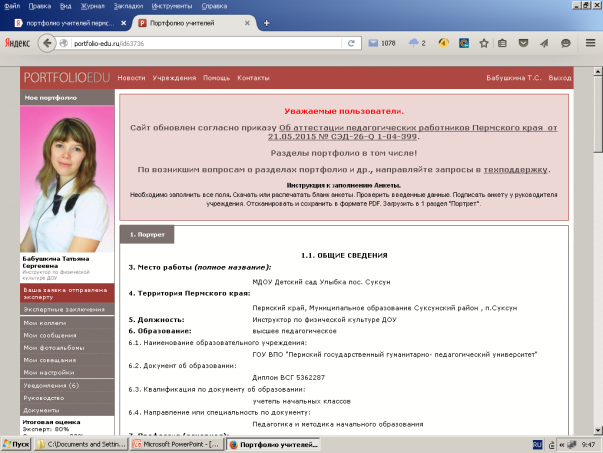 Файл Правка Вид Журнал Закладки Инструменты Справка
портфолио учителей пермс...
Портфолио учителей
Яндекс
portfolio-edu.ru/id63736
1078
2
4
PORTFOLIOEDU Новости Учреждения Помощь Контакты Бабушкина Т.С. Выход
Мое портфолио
Бабушкина Татьяна
Сергеевна
Инструктор по физической
культуре ДОУ
Ваша заявка отправлена
эксперту
Экспертные заключения
Мои коллеги
Мои сообщения
Мои фотоальбомы
Мои совещания
Мои настройки
Уведомления (6)
Руководство
Документы
Итоговая оценка
Эксперт: 80%
Уважаемые пользователи.
Сайт обновлен согласно приказу Об аттестации педагогических работников Пермского края от
21.05.2015 № СЭД-26-0 1-04-399.
Разделы портфолио в том числе!
По возникшим вопросам о разделах портфолио и др., направляйте запросы в техподдержку.
Инструкция к заполнению Анкеты.
Необходимо заполнить все поля. Скачать или распечатать бланк анкеты. Проверить введенные данные. Подписать анкету у руководителя
учреждения. Отсканировать и сохранить в формате PDF. Загрузить в 1 раздел "Портрет".
1. Портрет
1.1. ОБЩИЕ СВЕДЕНИЯ
3. Место работы (полное название):
МДОУ Детский сад Улыбка пос. Суксун
4. Территория Пермского края:
Пермский край, Муниципальное образование Суксунский район , п.Суксун
5. Должность: Инструктор по физической культуре ДОУ
6. Образование: высшее педагогическое
6.1. Наименование образовательного учреждения:
ГОУ ВПО "Пермский государственный гуманитарно- педагогический университет"
6.2. Документ об образовании:
Диплом ВСГ 5362287
6.3. Квалификация по документу об образовании:
учитель начальных классов
6.4. Направление или специальность по документу:
Педагогика и методика начального образования
Пуск
C:\Documents and Settin...
Microsoft PowerPoint - [...
Портфолио учителей...
RU
9:47